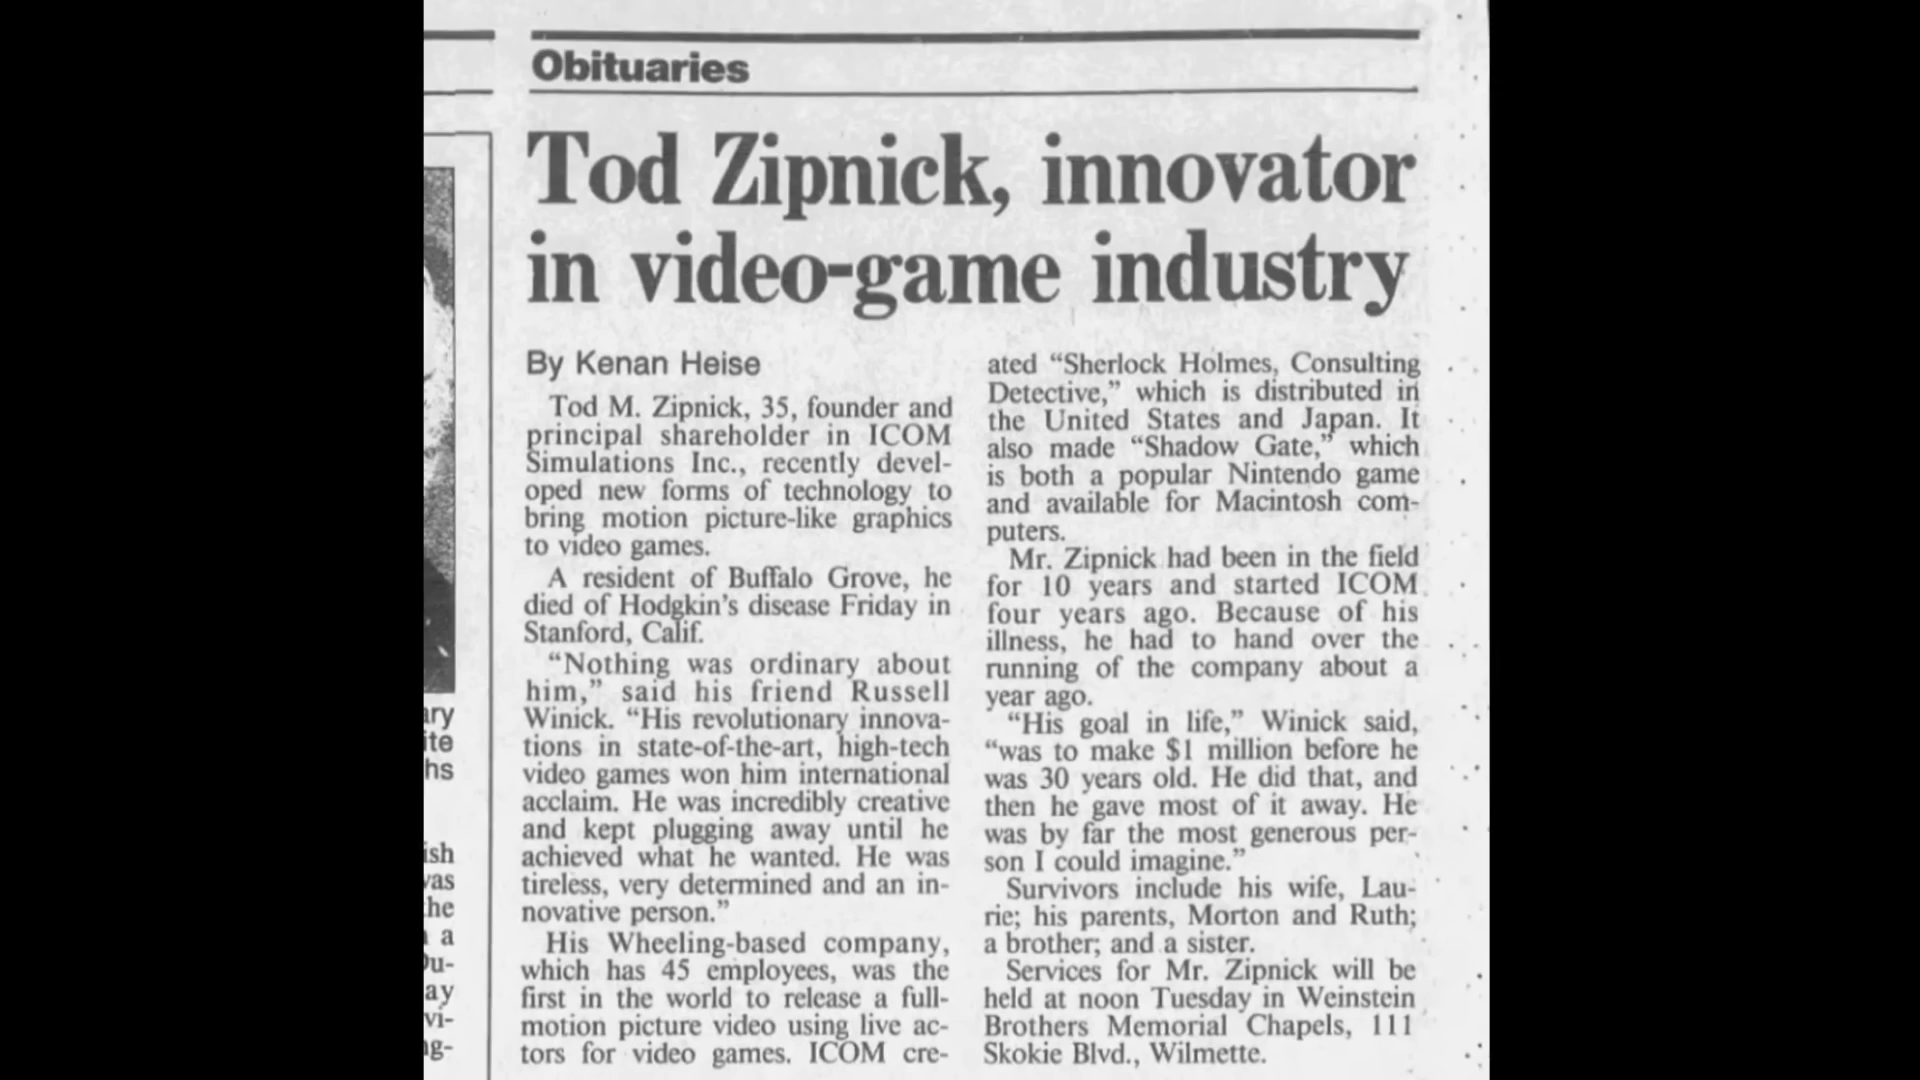 Obituaries
Tod Zipnick, innovator
in video-game industry
By Kenan Heise
Tod M. Zipnick, 35, founder and
principal shareholder in ICOM
Simulations Inc., recently devel-
oped new forms of technology to
bring motion picture-like graphics
to video games.
A resident of Buffalo Grove, he
died of Hodgkin's disease Friday in
Stanford, Calif.
“Nothing was ordinary about
him,” said his friend Russell
Winick. “His revolutionary innova-
tions in state-of-the-art, high-tech
video games won him international
acclaim. He was incredibly creative
and kept plugging away until he
achieved what he wanted. He was
tireless, very determined and an in-
novative person.”
His Wheeling-based company,
which has 45 employees, was the
first in the world to release a full-
motion picture video using live ac-
tors for video games. ICOM cre-
ated “Sherlock Holmes, Consulting
Detective,” which is distributed in
the United States and Japan. It
also made “Shadow Gate,” which
is both a popular Nintendo game
and available for Macintosh com-
puters.
Mr. Zipnick had been in the field
for 10 years and started ICOM
four years ago. Because of his
illness, he had to hand over the
running of the company about a
year ago.
“His goal in life,” Winick said,
“was to make $1 million before he
was 30 years old. He did that, and
then he gave most of it away. He
was by far the most generous per-
son I could imagine.”
Survivors include his wife, Lau-
rie; his parents, Morton and Ruth;
a brother; and a sister.
Services for Mr. Zipnick will be
held at noon Tuesday in Weinstein
Brothers Memorial Chapels, 111
Skokie Blvd., Wilmette.